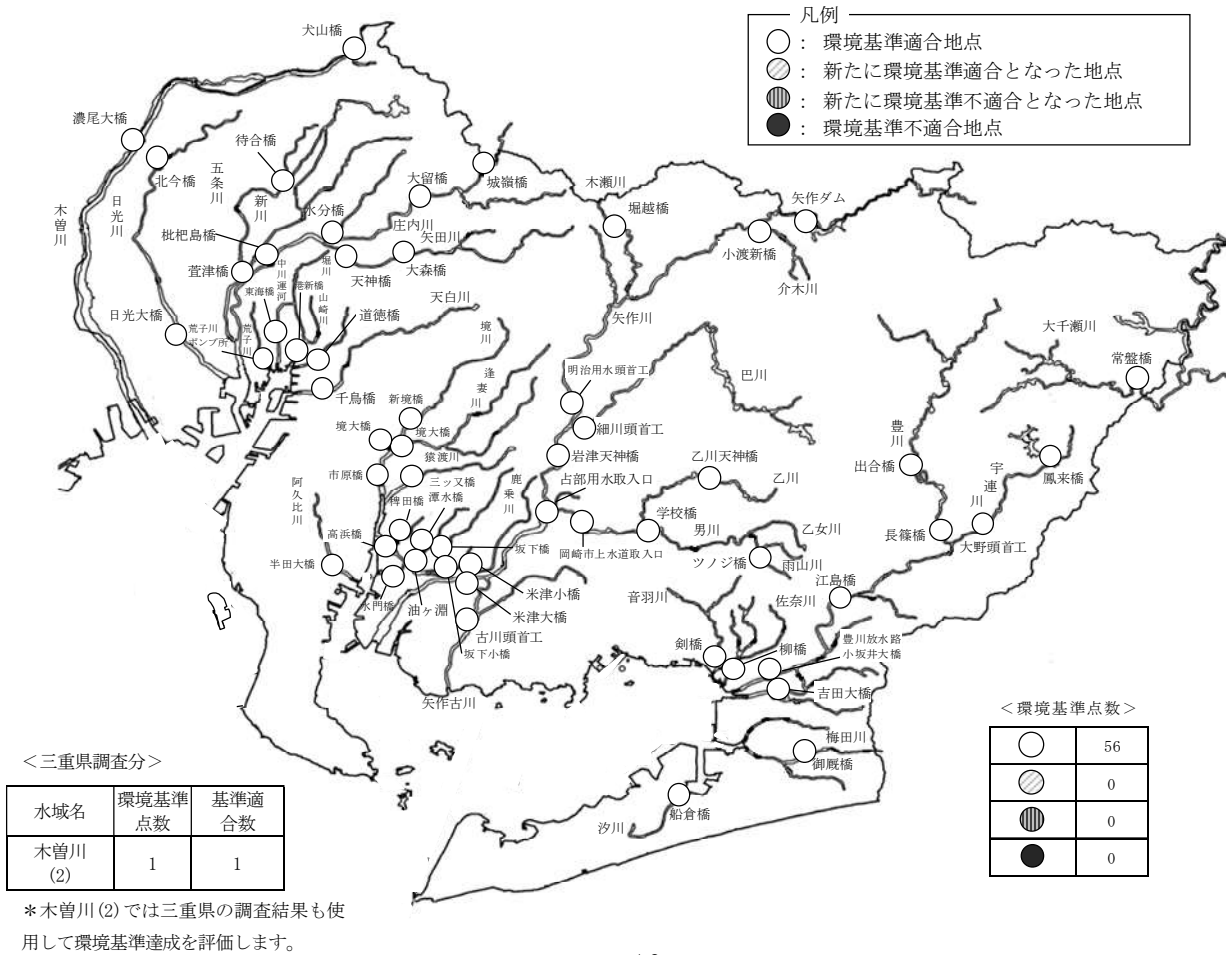 凡例
○ : 環境基準適合地点
: 新たに環境基準適合となった地点
: 新たに環境基準不適合となった地点
● : 環境基準不適合地点
犬山橋
濃尾大橋
北今橋
待合橋
五条川
新川
日光川
木曽川
水分橋
大留橋
城嶺橋
庄内川
矢田川
枇杷島橋
萱津橋
天神橋
大森橋
堀川
中川運河
東海橋
港新橋
山崎川
道徳橋
天白川
日光大橋
荒子川
ポンプ所
荒子川
千鳥橋
木瀬川
堀越橋
矢作ダム
小渡新橋
介木川
矢作川
大千瀬川
常盤橋
巴川
境川
逢妻川
明治用水頭首工
新境橋
境大橋
境大橋
細川頭首工
猿渡川
岩津天神橋
市原橋
三ッ又橋
鹿乗川
占部用水取入口
乙川天神橋
乙川
豊川
出合橋
宇連川
鳳来橋
長篠橋
大野頭首工
阿久比川
稗田橋
潭水橋
高浜橋
坂下橋
学校橋
男川
乙女川
岡崎市上水道取入口
ツノジ橋
雨山川
半田大橋
水門橋
油ヶ淵
米津小橋
米津大橋
古川頭首工
坂下小橋
矢作古川
音羽川
佐奈川
江島橋
豊川放水路
小坂井大橋
剣橋
柳橋
吉田大橋
梅田川
御厩橋
船倉橋
汐川
＜環境基準点数＞
○ 56
0
0
● 0
＜三重県調査分＞
水域名 環境基準点数 基準適合数
木曽川(2) 1 1
＊木曽川(2)では三重県の調査結果も使
用して環境基準達成を評価します。